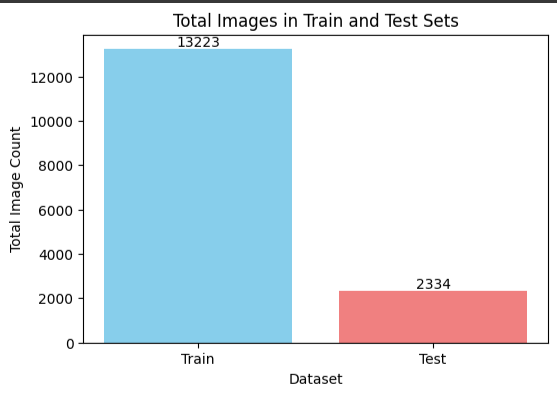 Total Images in Train and Test Sets
13223
12000
10000
8000
6000
4000
2000
0
2334
Total Image Count
Train
Test
Dataset